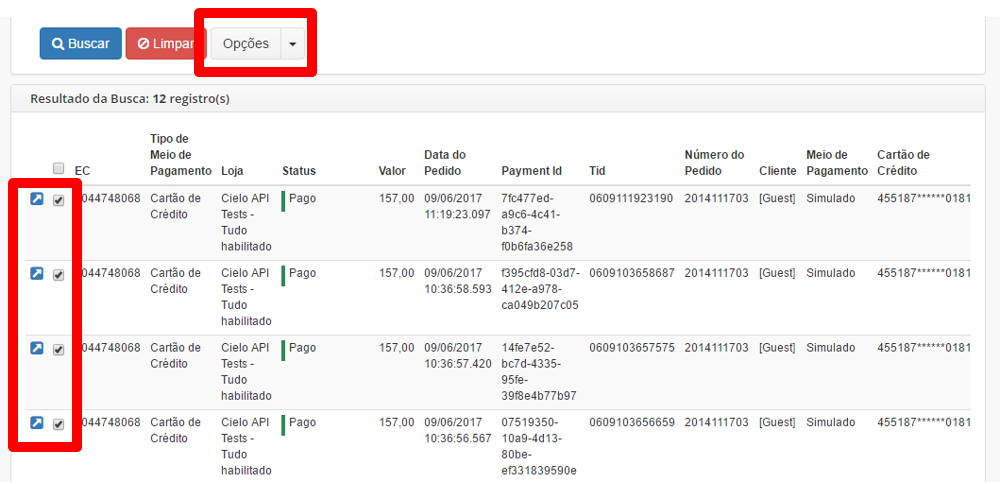 Buscar Limpar Opções
Resultado da Busca: 12 registro(s)
EC Tipo de Meio de Pagamento Loja Status Valor Data do Pedido Payment Id Tid Número do Pedido Cliente Meio de Pagamento Cartão de Crédito
044748068 Cartão de Pago 157,00 09/06/2017 7fc477ed- 0609111923190 2014111703 [Guest] Simulado 455187******0181
Crédito Cielo API 11:19:23.097 a9c6-4c41-
Tests - b374-
Tudo f0b6fa36e258
habilitado
044748068 Cartão de Cielo API Pago 157,00 09/06/2017 f395cfd8-03d7- 0609103658687 2014111703 [Guest] Simulado 455187******0181
Crédito Tests - 10:36:58.593 412e-a978-
Tudo ca049b207c05
habilitado
044748068 Cartão de Cielo API Pago 157,00 09/06/2017 14fe7e52- 0609103657575 2014111703 [Guest] Simulado 455187******0181
Crédito Tests - 10:36:57.420 bc7d-4335-
Tudo 95fe-
habilitado 39f8e4b77b97
044748068 Cartão de Cielo API Pago 157,00 09/06/2017 07519350- 0609103656659 2014111703 [Guest] Simulado 455187******0181
Crédito Tests - 10:36:56.567 10a9-4d13-
Tudo 80be-
habilitado ef331839590e